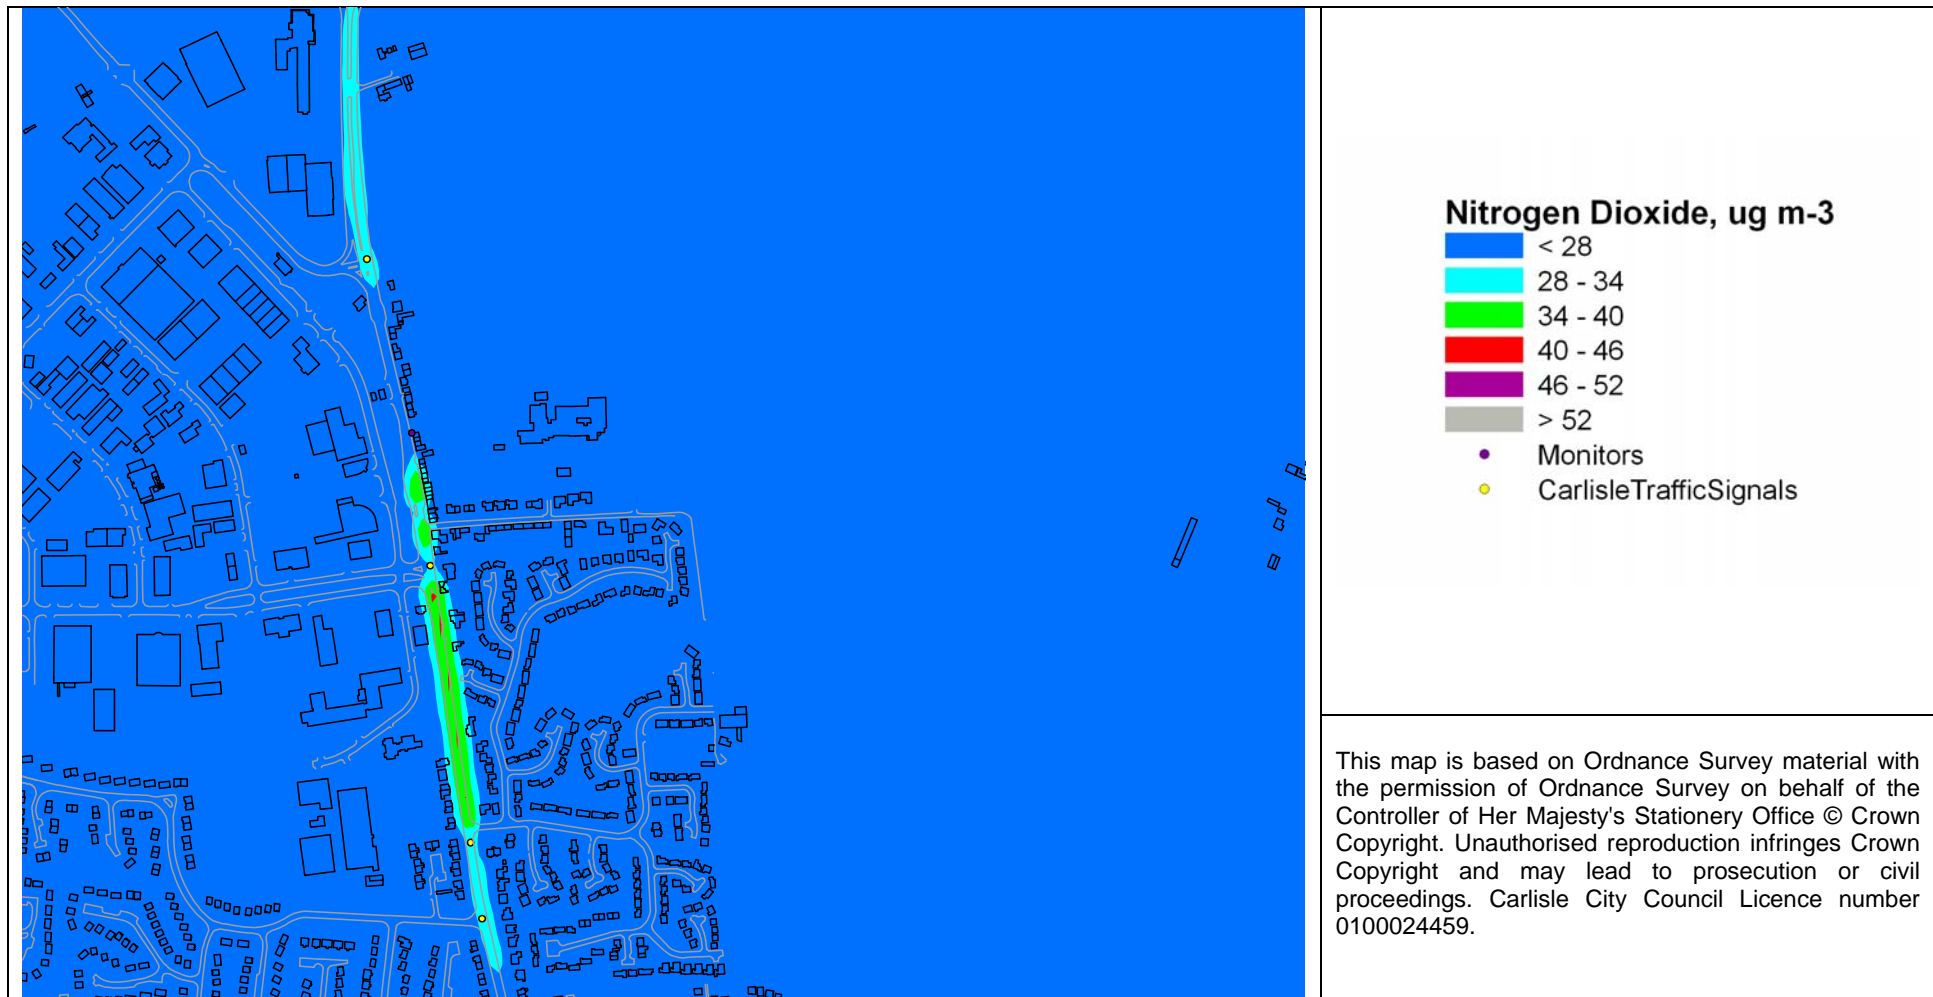 Nitrogen Dioxide, ug m-3
< 28
28 - 34
34 - 40
40 - 46
46 - 52
> 52
Monitors
CarlisleTrafficSignals
This map is based on Ordnance Survey material with
the permission of Ordnance Survey on behalf of the
Controller of Her Majesty's Stationery Office © Crown
Copyright. Unauthorised reproduction infringes Crown
Copyright and may lead to prosecution or civil
proceedings. Carlisle City Council Licence number
0100024459.